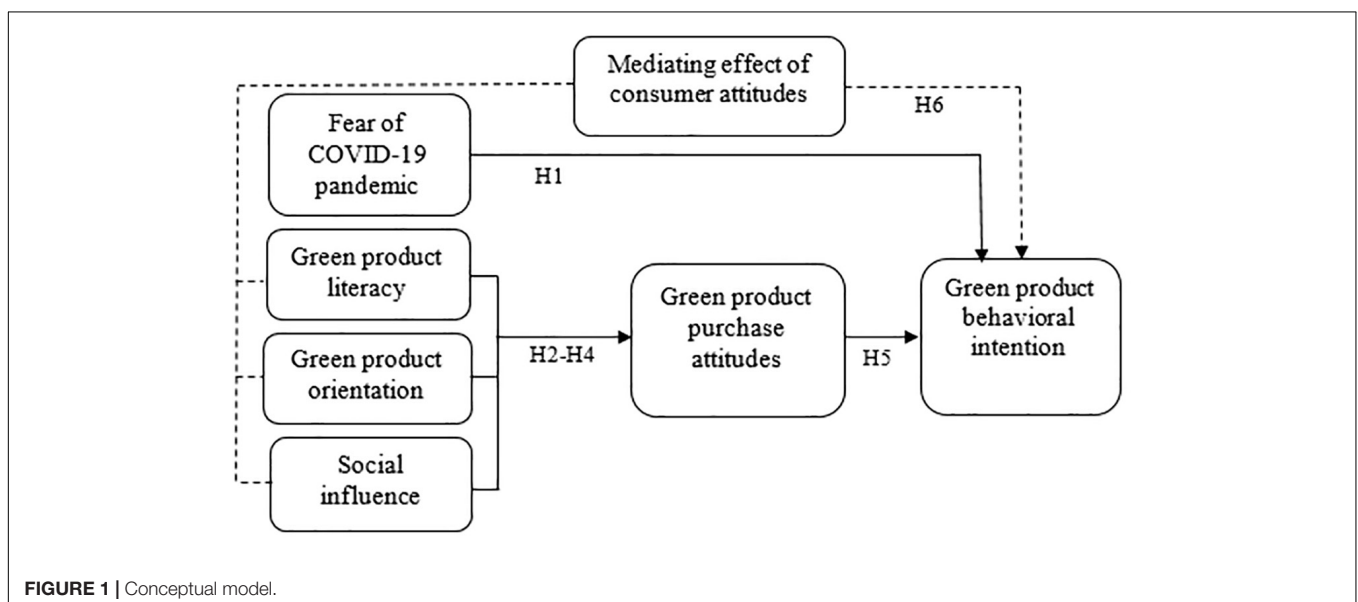 Mediating effect of
consumer attitudes
H6
Fear of
COVID-19
pandemic
H1
Green product
literacy
Green product
orientation
Social
influence
H2-H4
Green product
purchase
attitudes
H5
Green product
behavioral
intention
FIGURE 1 | Conceptual model.